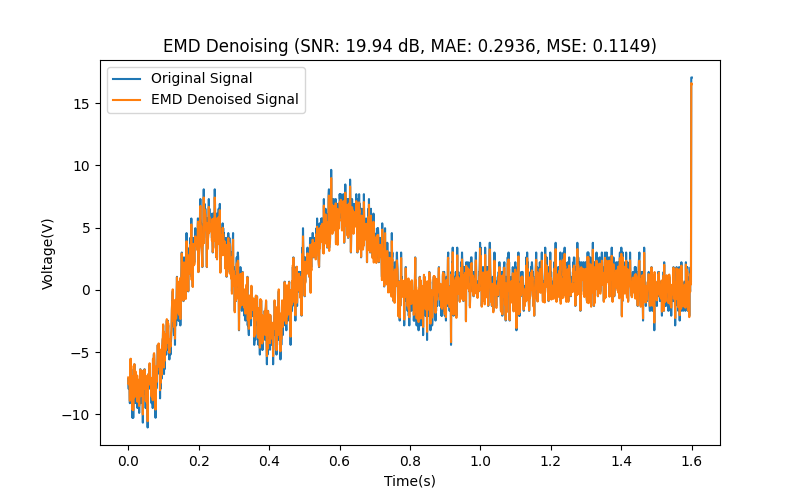 EMD Denoising (SNR: 19.94 dB, MAE: 0.2936, MSE: 0.1149)
Original Signal
EMD Denoised Signal
15
10
5
0
−5
−10
Voltage(V)
0.0 0.2 0.4 0.6 0.8 1.0 1.2 1.4 1.6
Time(s)